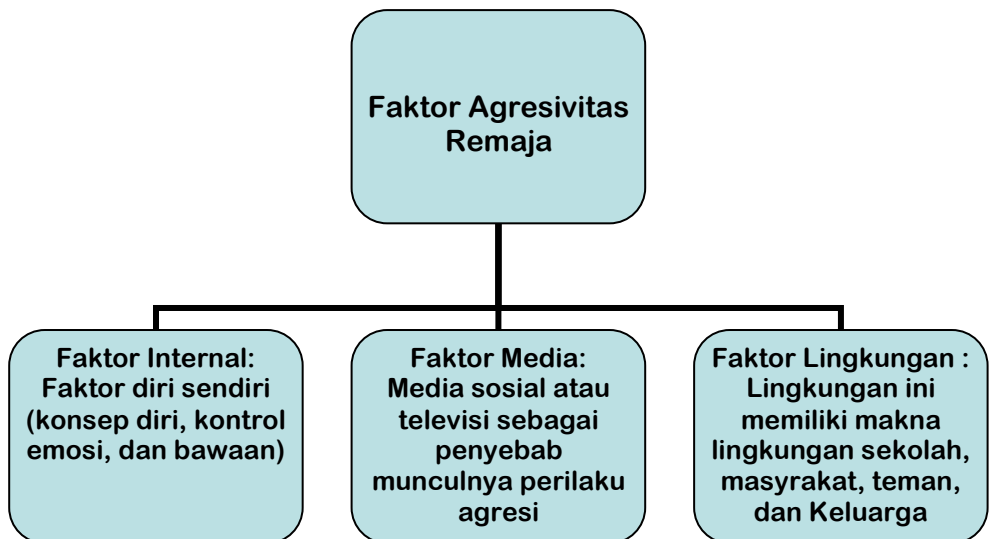 Faktor Agresivitas
Remaja
Faktor Internal:
Faktor diri sendiri
(konsep diri, kontrol
emosi, dan bawaan)
Faktor Media:
Media sosial atau
televisi sebagai
penyebab
munculnya perilaku
agresi
Faktor Lingkungan :
Lingkungan ini
memiliki makna
lingkungan sekolah,
masyrakat, teman,
dan Keluarga